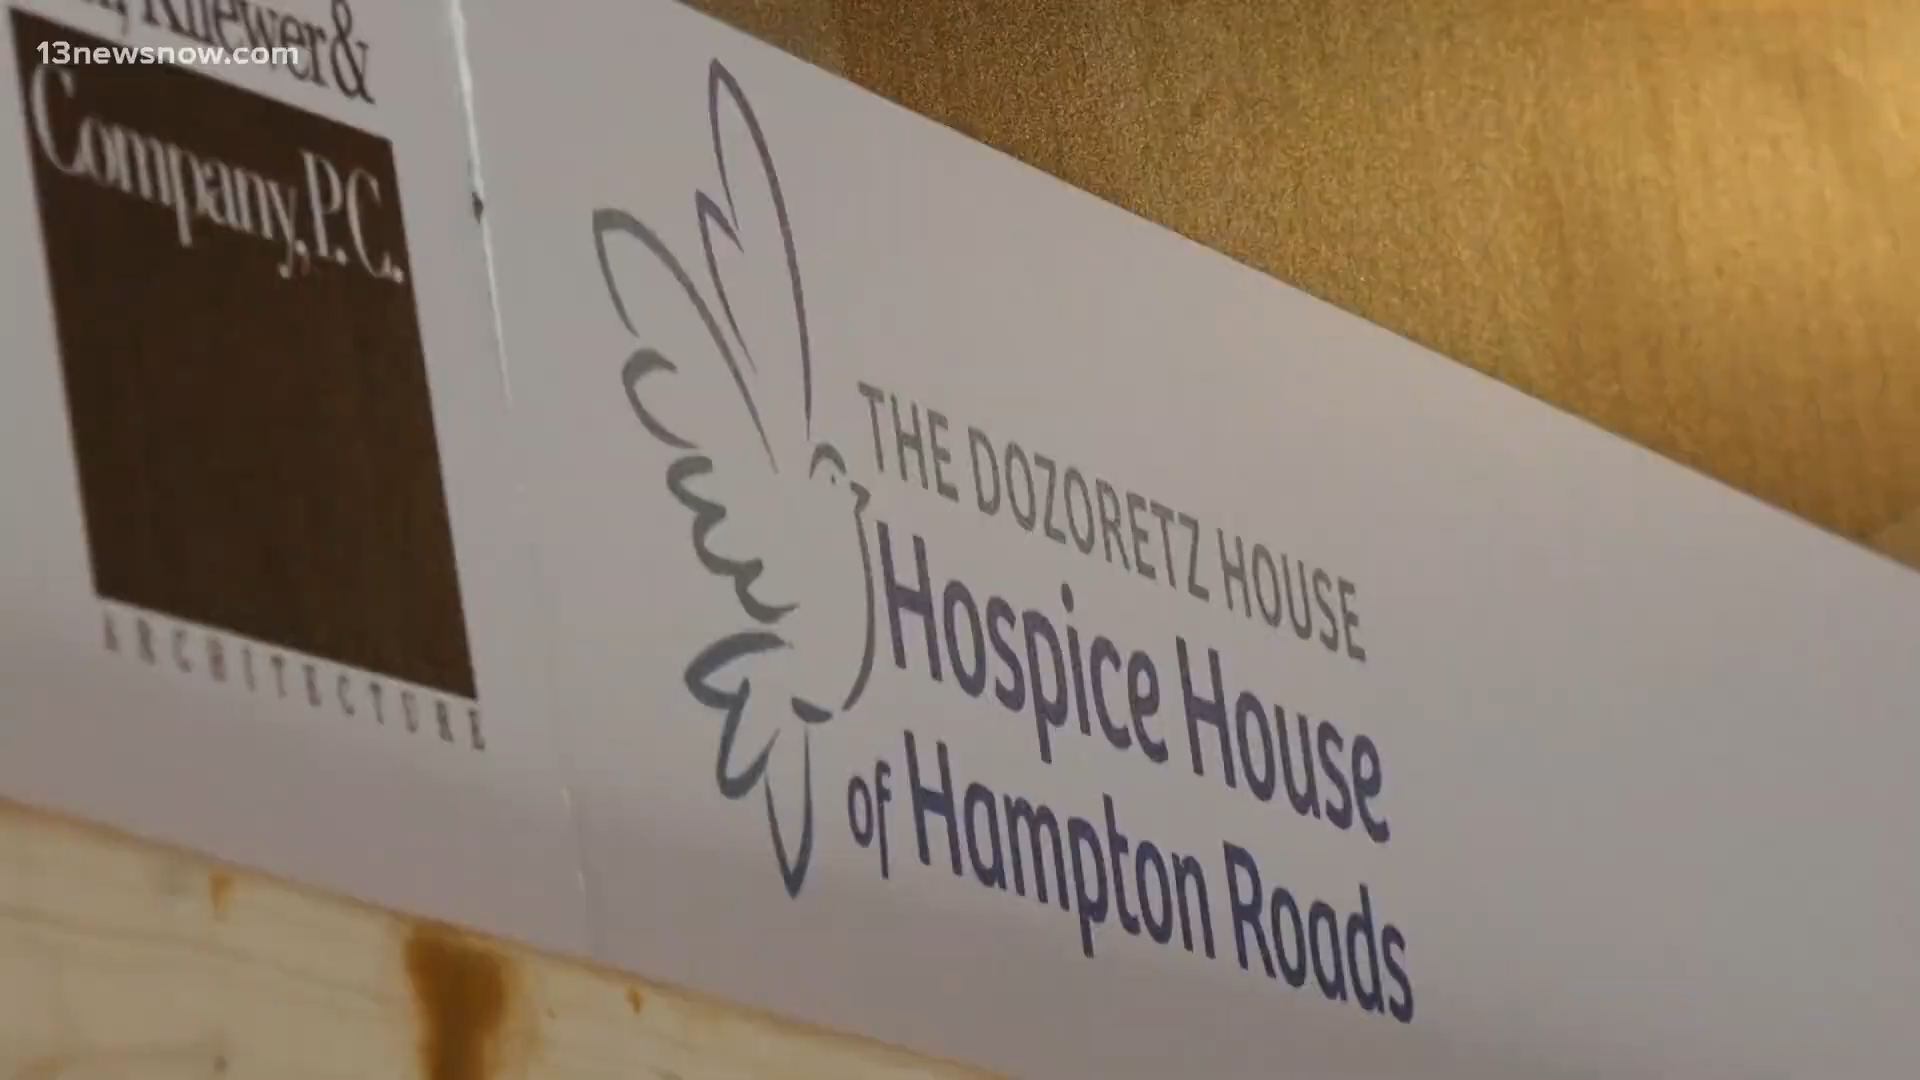 13newsnow.com
&
Company, P.C.
ARCHITECTURE
THE DOZORETZ HOUSE
Hospice House
of Hampton Roads